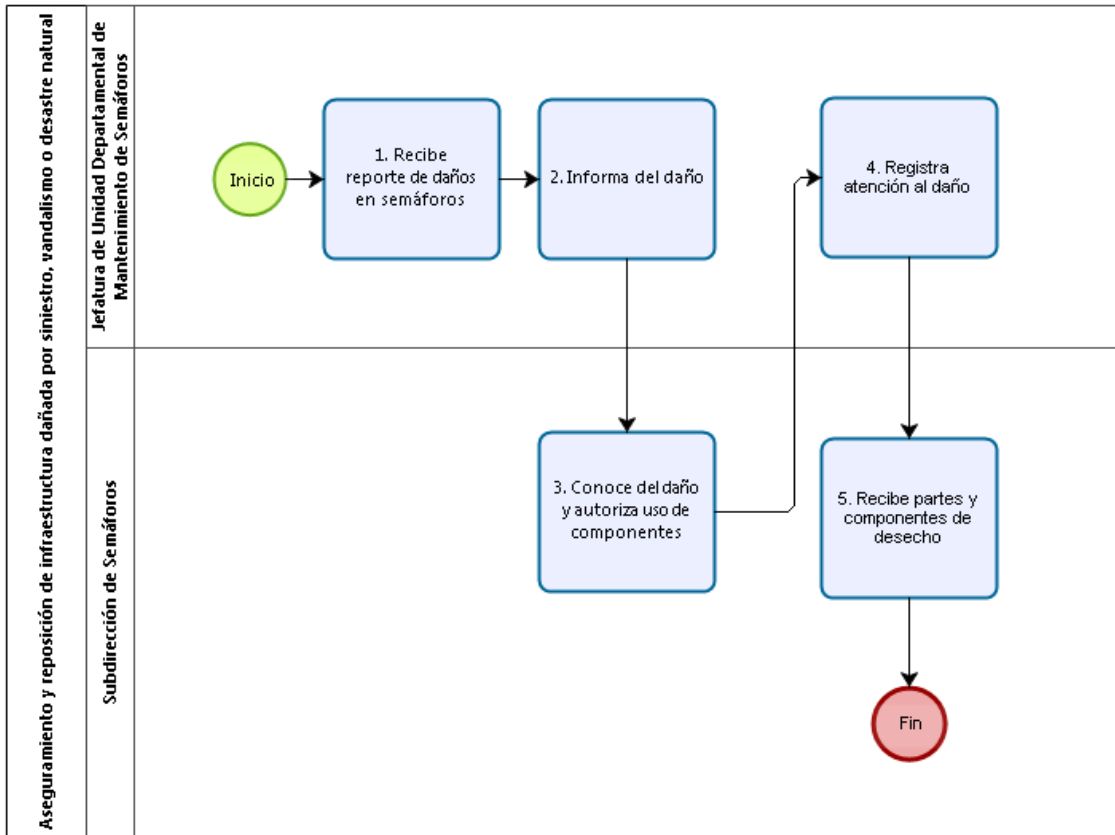 Aseguramiento y reposición de infraestructura dañada por siniestro, vandalismo o desastre natural
Jefatura de Unidad Departamental de
Mantenimiento de Semáforos
Inicio
1. Recibe
reporte de daños
en semáforos
2. Informa del daño
4. Registra
atención al daño
Subdirección de Semáforos
3. Conoce del daño
y autoriza uso de
componentes
5. Recibe partes y
componentes de
desecho
Fin